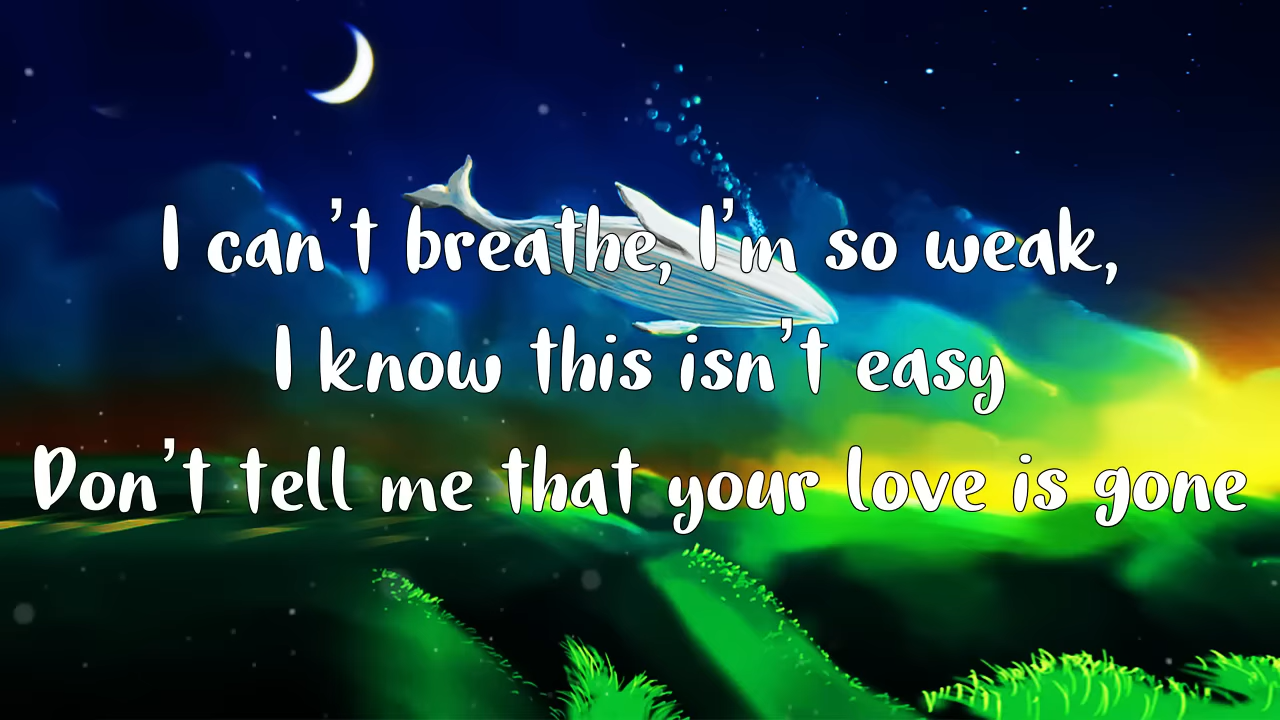 I can't breathe, I'm so weak,
I know this isn't easy
Don't tell me that your love is gone